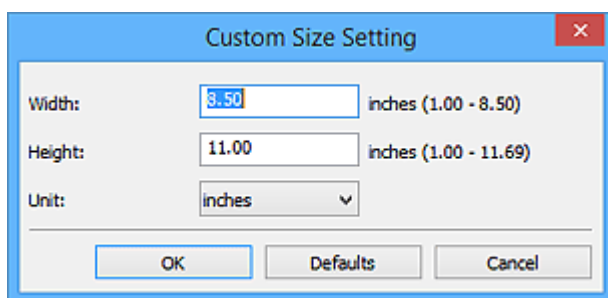 Custom Size Setting
Width: 8.50 inches (1.00 - 8.50)
Height: 11.00 inches (1.00 - 11.69)
Unit: inches
OK Defaults Cancel